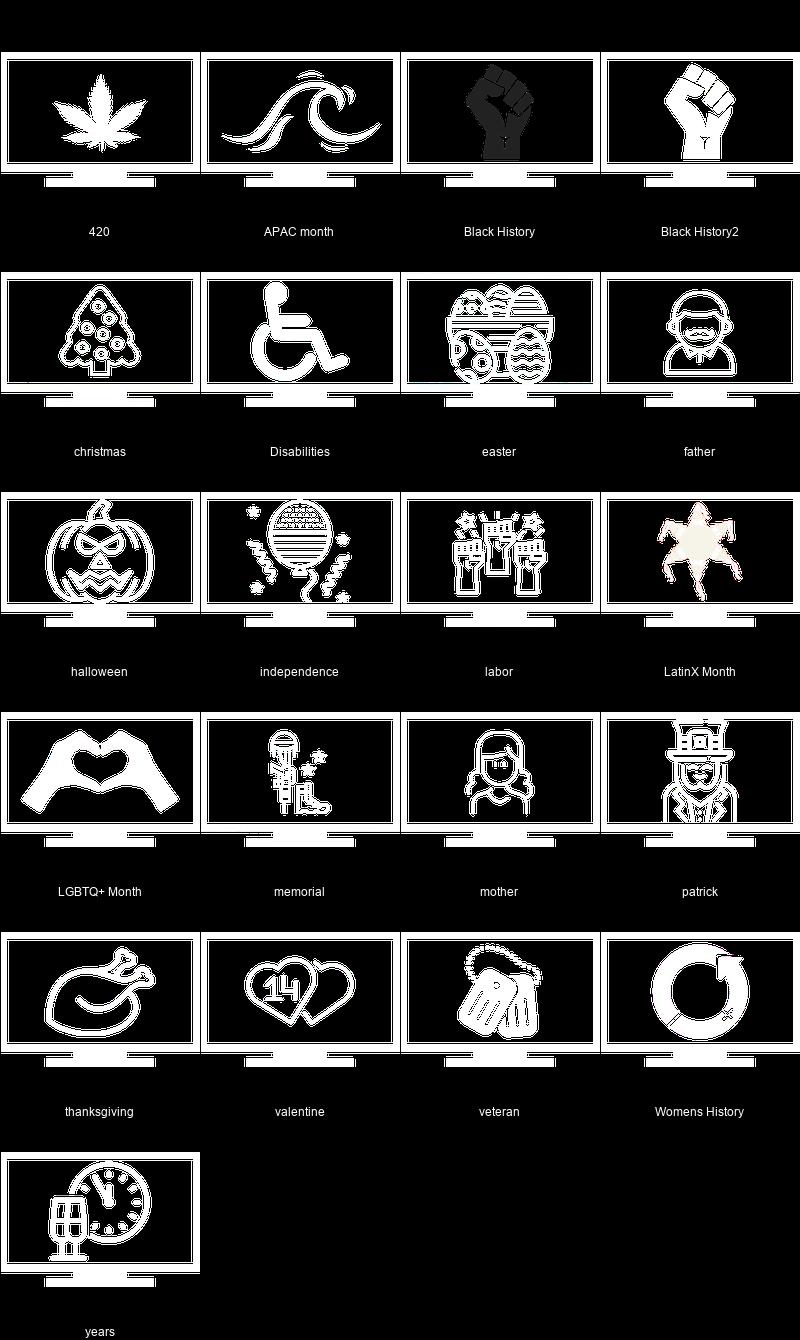 420
APAC month
Black History
Black History2
christmas
Disabilities
easter
father
halloween
independence
labor
LatinX Month
LGBTQ+ Month
memorial
mother
patrick
14
thanksgiving
valentine
veteran
Womens History
years